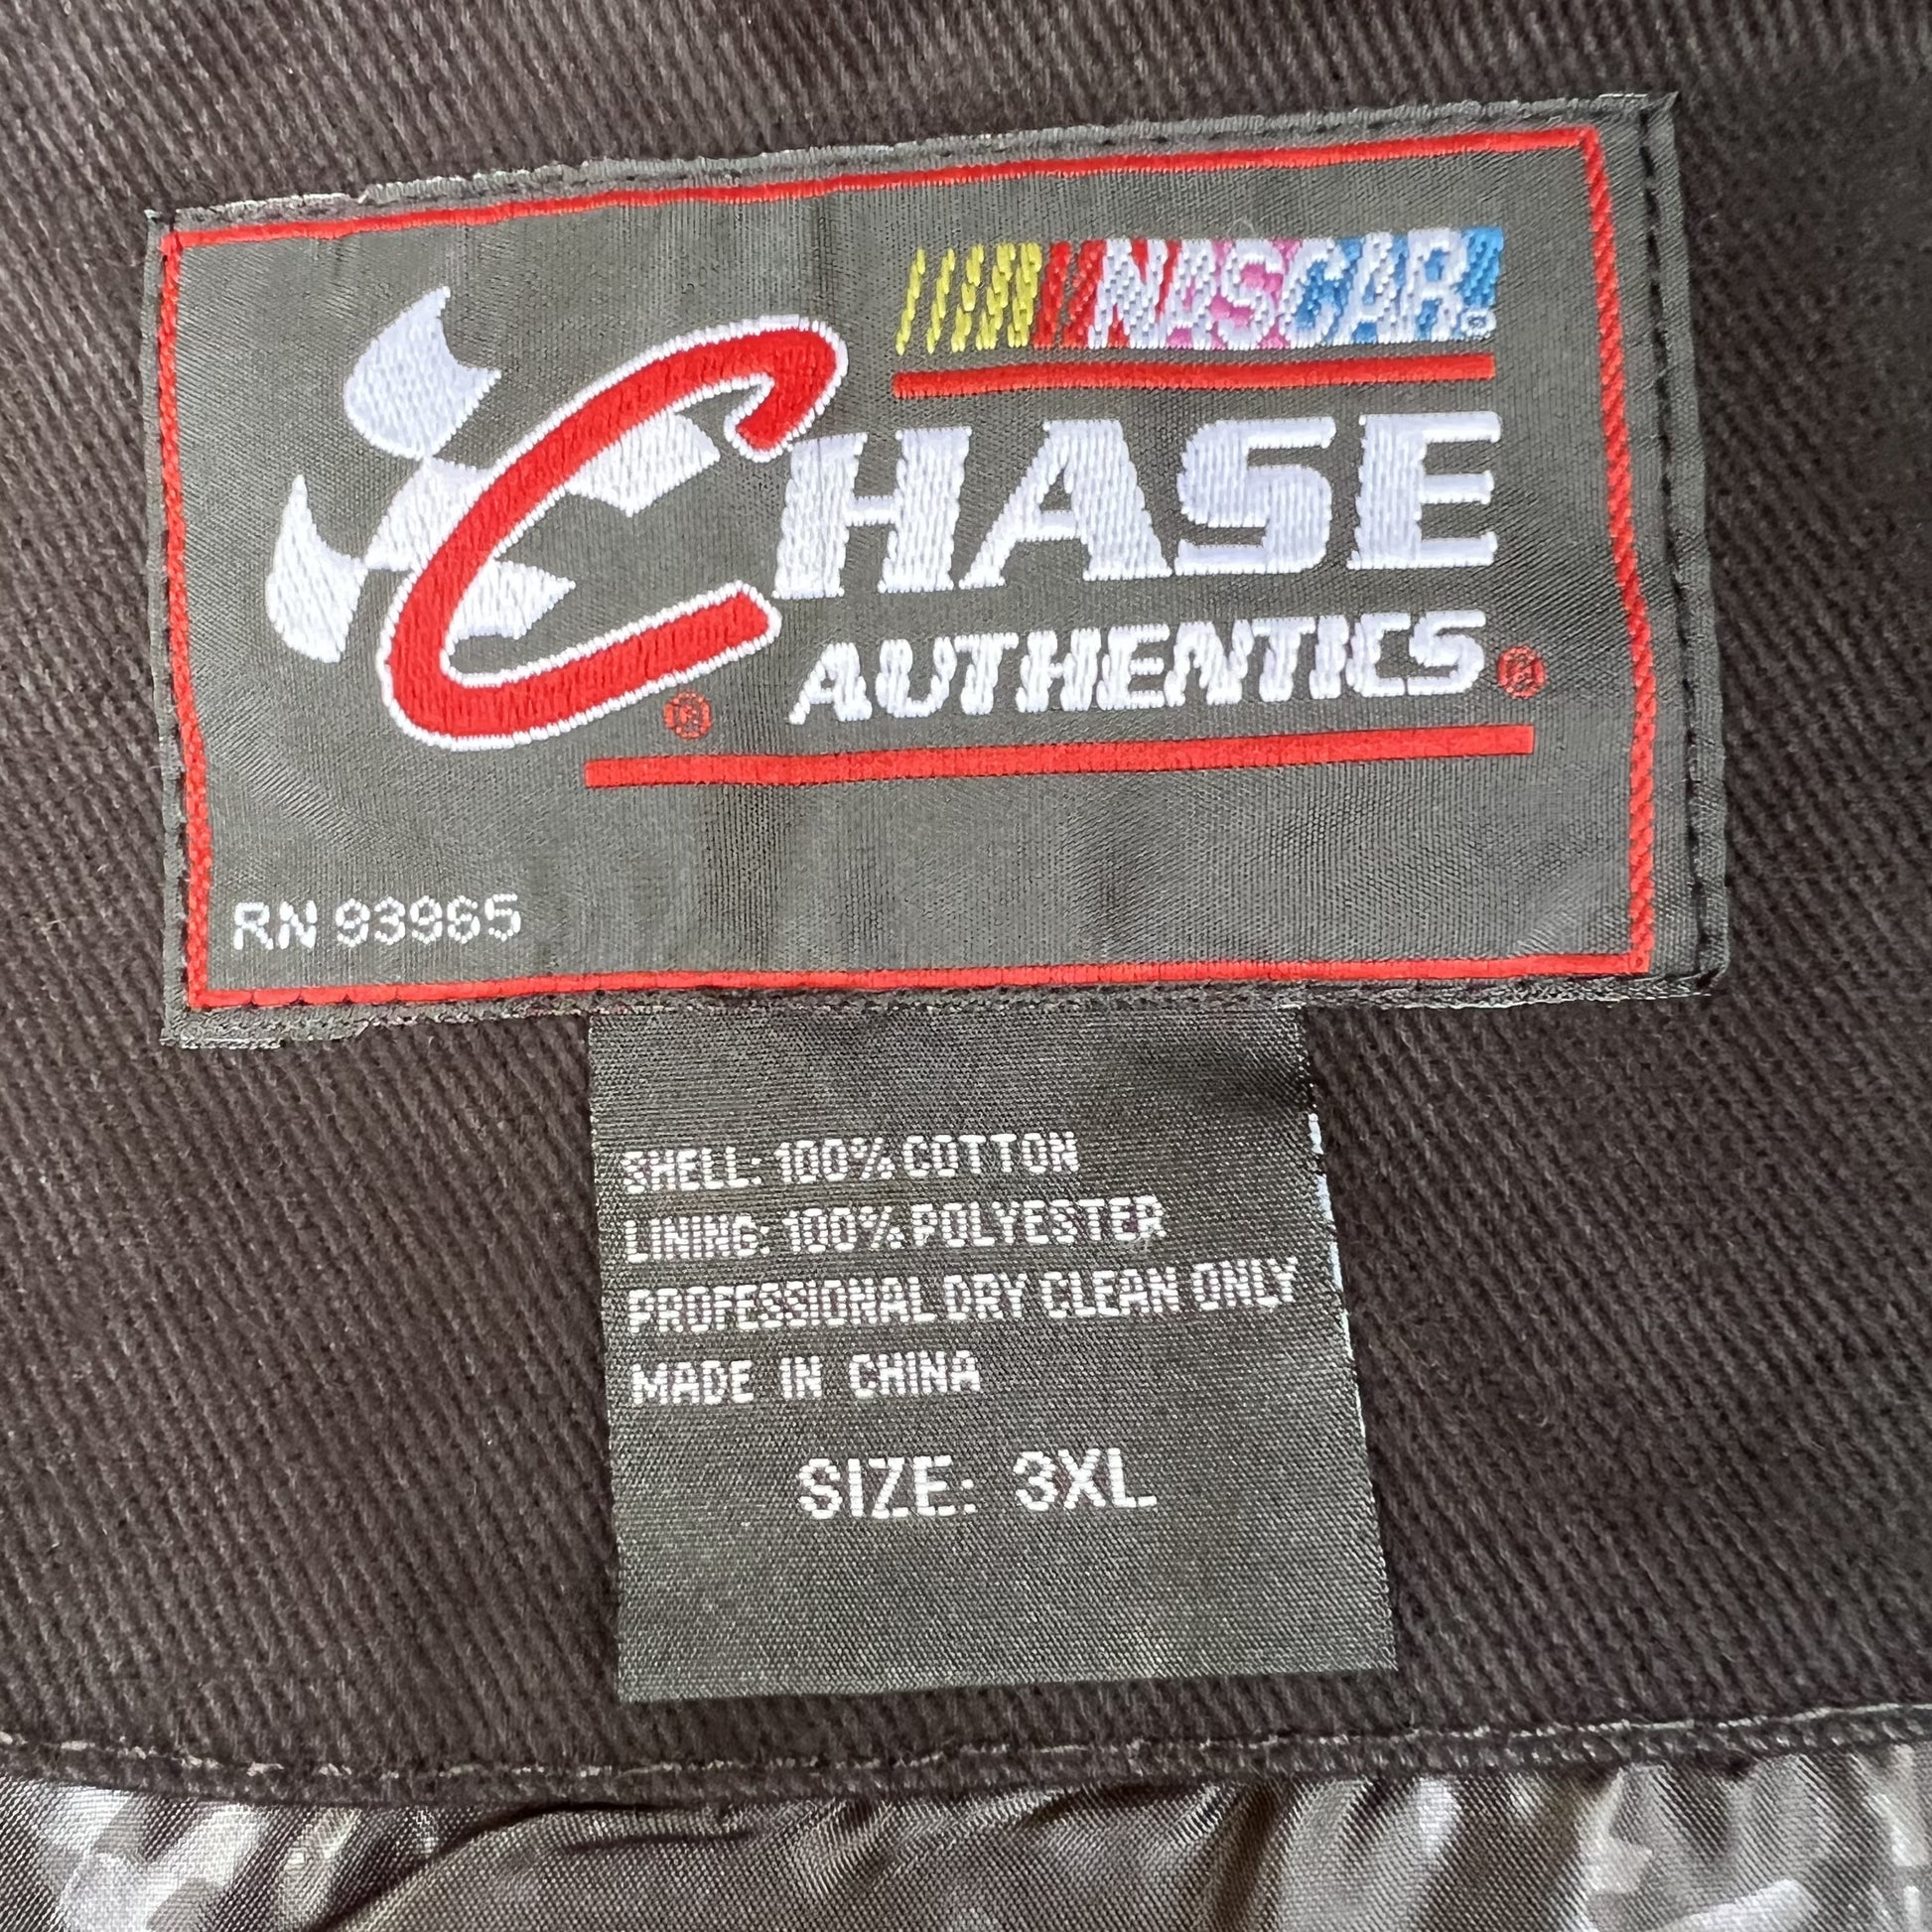 NASCAR®
CHASE
AUTHENTICS®
®
RN 93965
SHELL: 100% COTTON
LINING: 100% POLYESTER
PROFESSIONAL DRY CLEAN ONLY
MADE IN CHINA
SIZE: 3XL